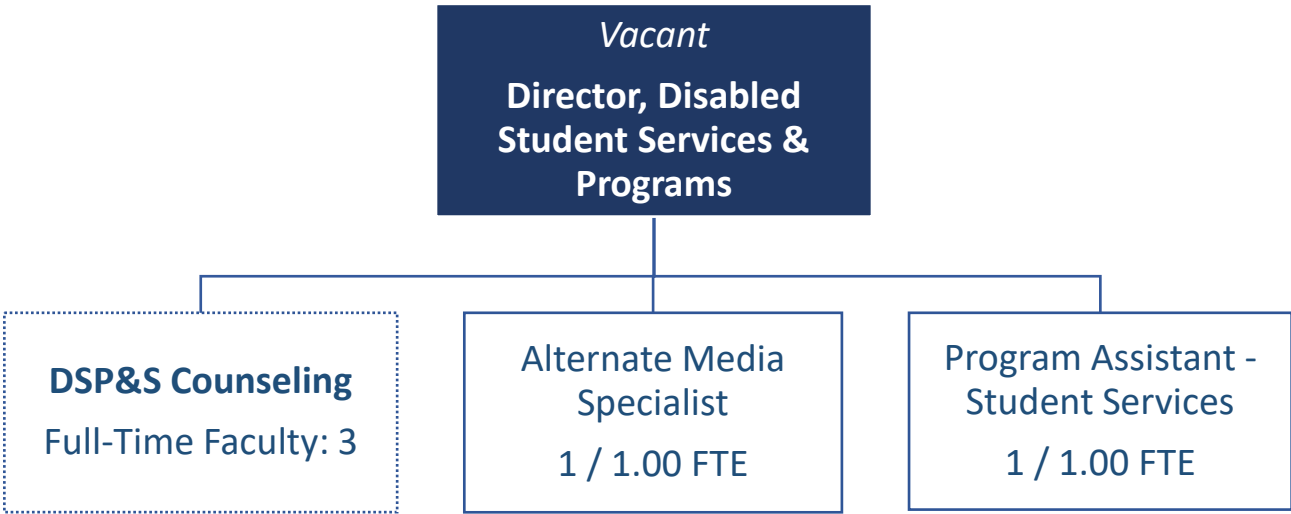 Vacant
Director, Disabled
Student Services &
Programs
DSP&S Counseling
Full-Time Faculty: 3
Alternate Media
Specialist
1 / 1.00 FTE
Program Assistant -
Student Services
1 / 1.00 FTE